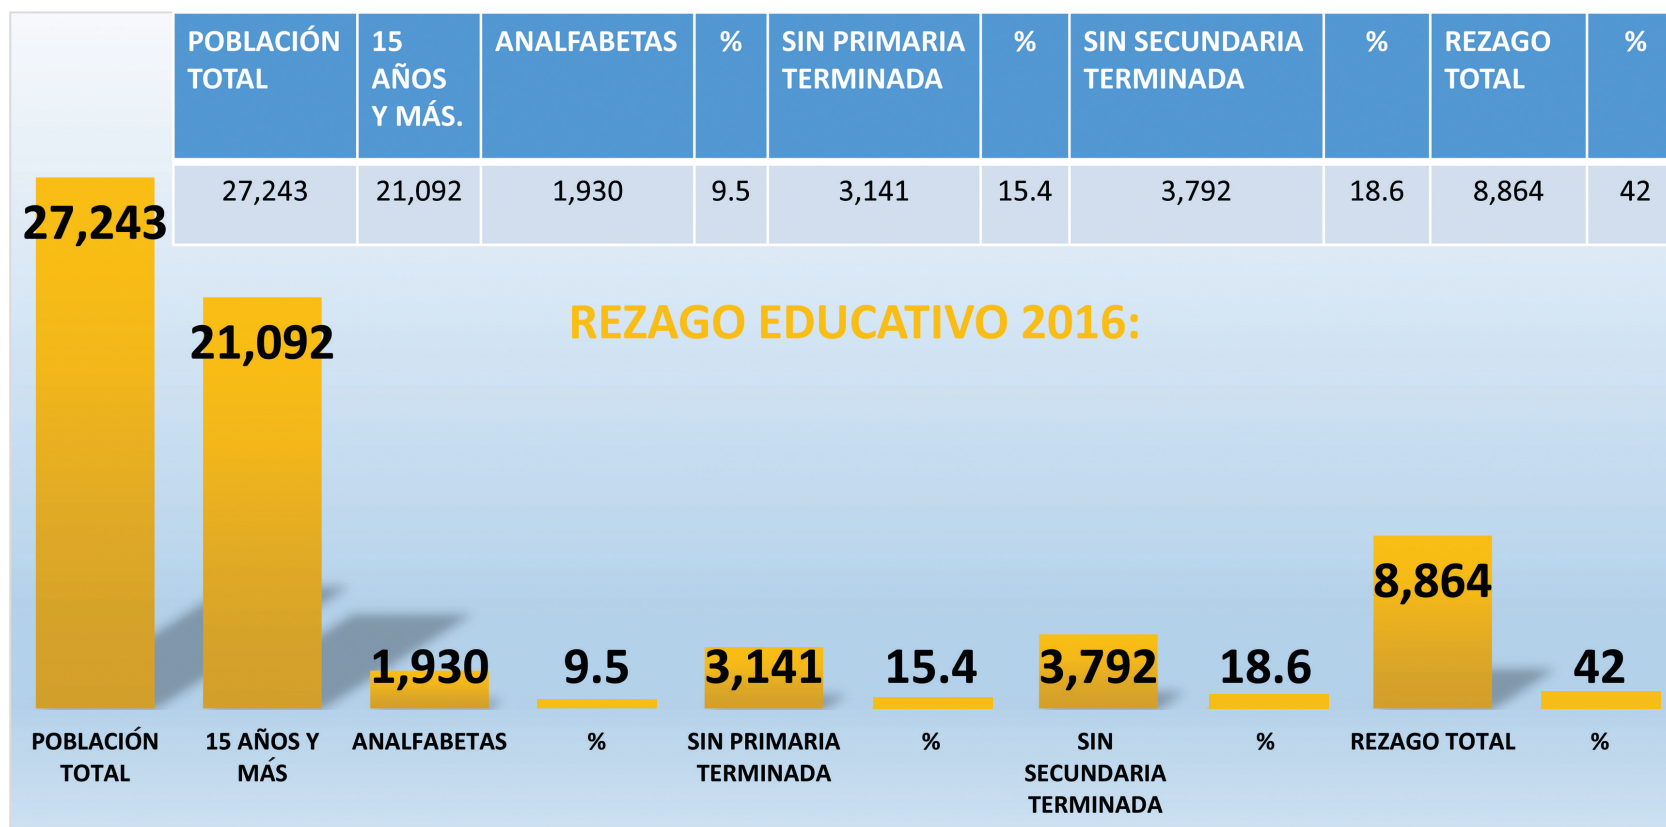 POBLACIÓN TOTAL
15 AÑOS Y MÁS.
ANALFABETAS
%
SIN PRIMARIA TERMINADA
%
SIN SECUNDARIA TERMINADA
%
REZAGO TOTAL
%
27,243
21,092
1,930
9.5
3,141
15.4
3,792
18.6
8,864
42
REZAGO EDUCATIVO 2016:
27,243
21,092
1,930
9.5
3,141
15.4
3,792
18.6
8,864
42
POBLACIÓN
TOTAL
15 AÑOS Y
MÁS
ANALFABETAS
%
SIN PRIMARIA
TERMINADA
%
SIN
SECUNDARIA
TERMINADA
%
REZAGO TOTAL
%